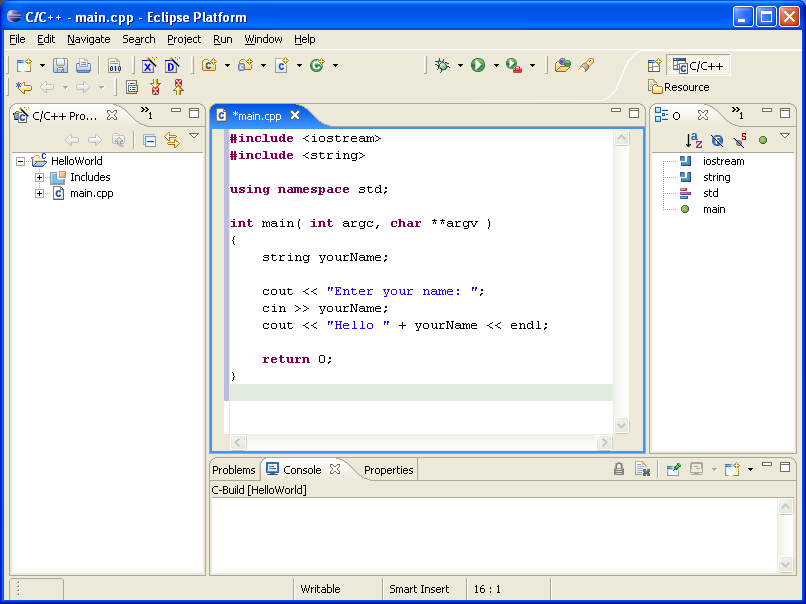 C/C++ - main.cpp - Eclipse Platform
File Edit Navigate Search Project Run Window Help
010
C/C++
Resource
C/C++ Pro... »1
*main.cpp
O »1
HelloWorld
Includes
main.cpp
#include <iostream>
#include <string>
using namespace std;
int main( int argc, char **argv )
{
string yourName;
cout << "Enter your name: ";
cin >> yourName;
cout << "Hello " + yourName << endl;
return 0;
}
iostream
string
std
main
Problems Console Properties
C-Build [HelloWorld]
Writable Smart Insert 16 : 1